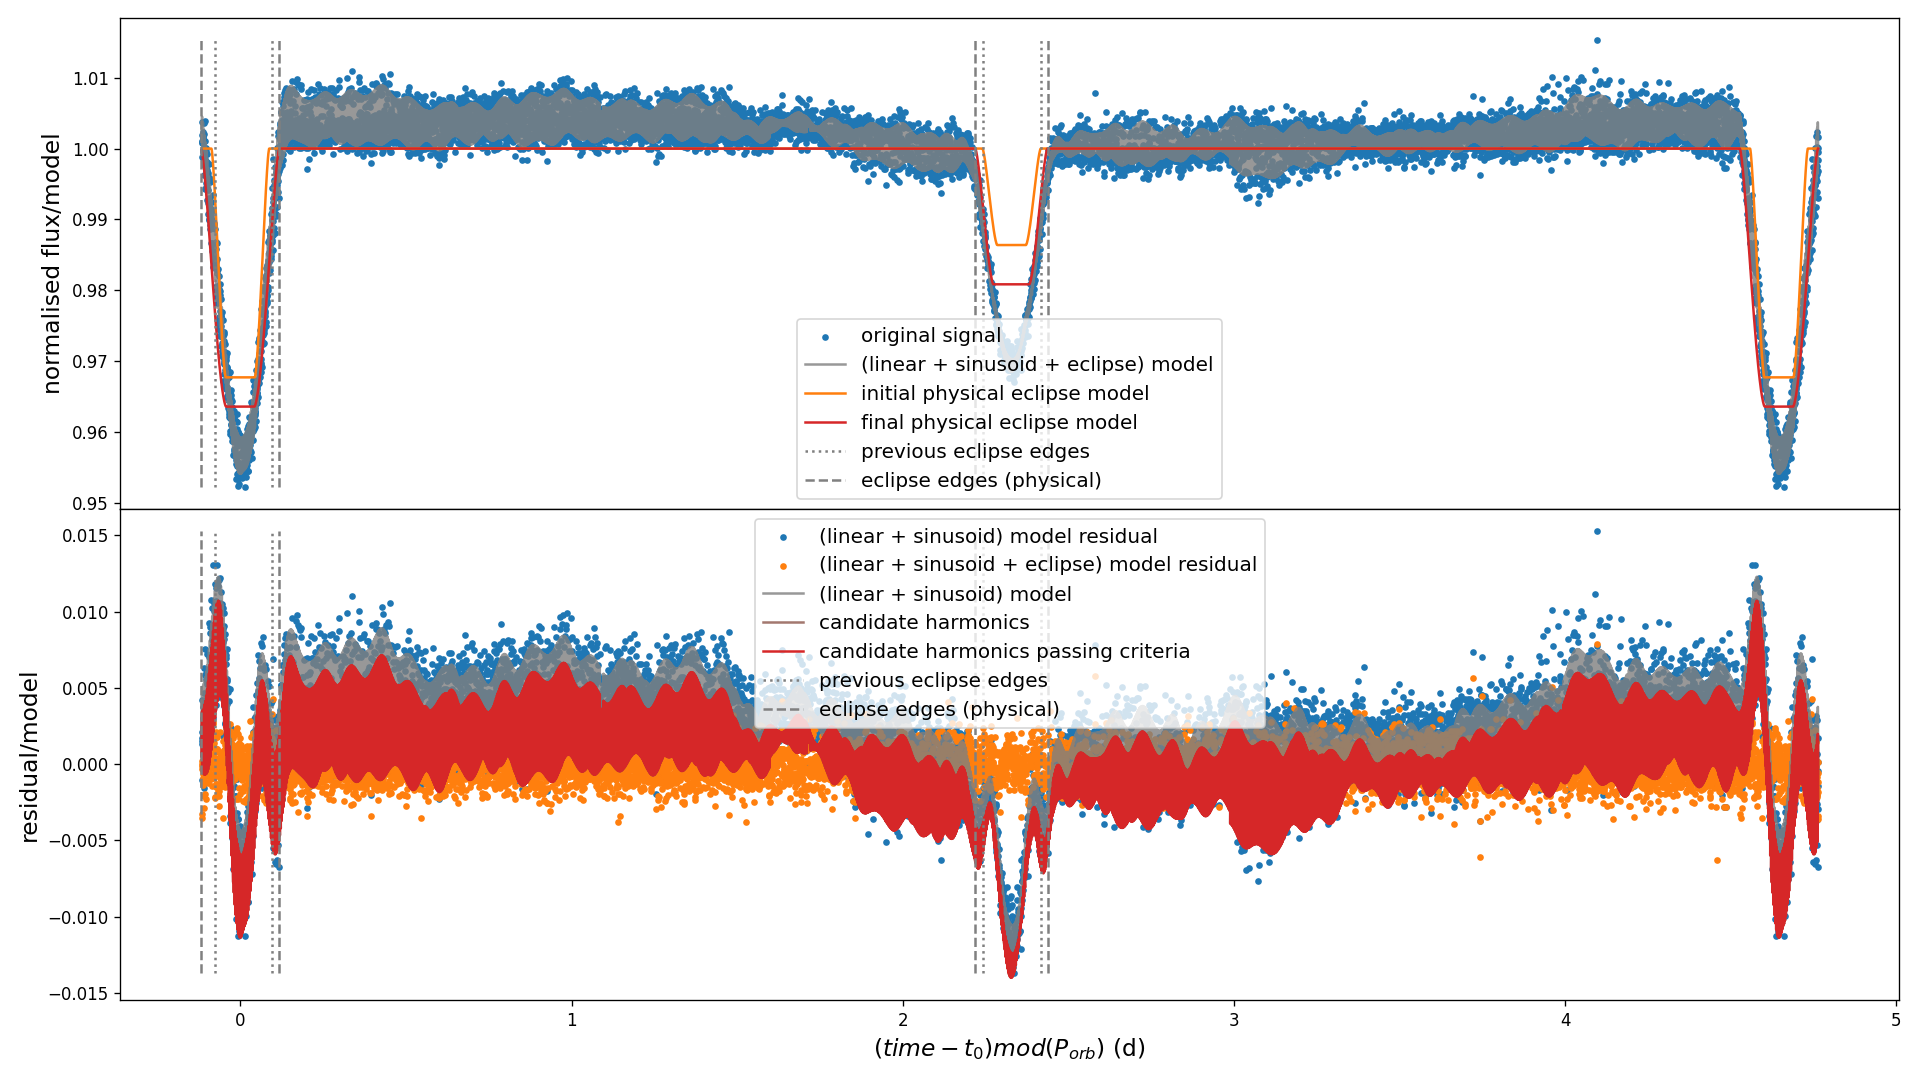 normalised flux/model
1.01
1.00
0.99
0.98
0.97
0.96
0.95
original signal
(linear + sinusoid + eclipse) model
initial physical eclipse model
final physical eclipse model
previous eclipse edges
eclipse edges (physical)
residual/model
0.015
0.010
0.005
0.000
−0.005
−0.010
−0.015
(linear + sinusoid) model residual
(linear + sinusoid + eclipse) model residual
(linear + sinusoid) model
candidate harmonics
candidate harmonics passing criteria
previous eclipse edges
eclipse edges (physical)
0 1 2 3 4 5
(time − t₀)mod(Pₒᵣb) (d)